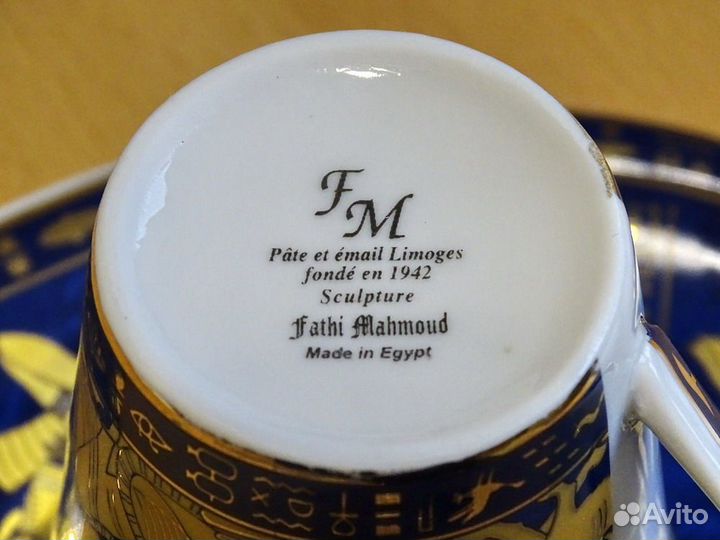 FM
Pâte et émail Limoges
fondé en 1942
Sculpture
Fathi Mahmoud
Made in Egypt
Avito